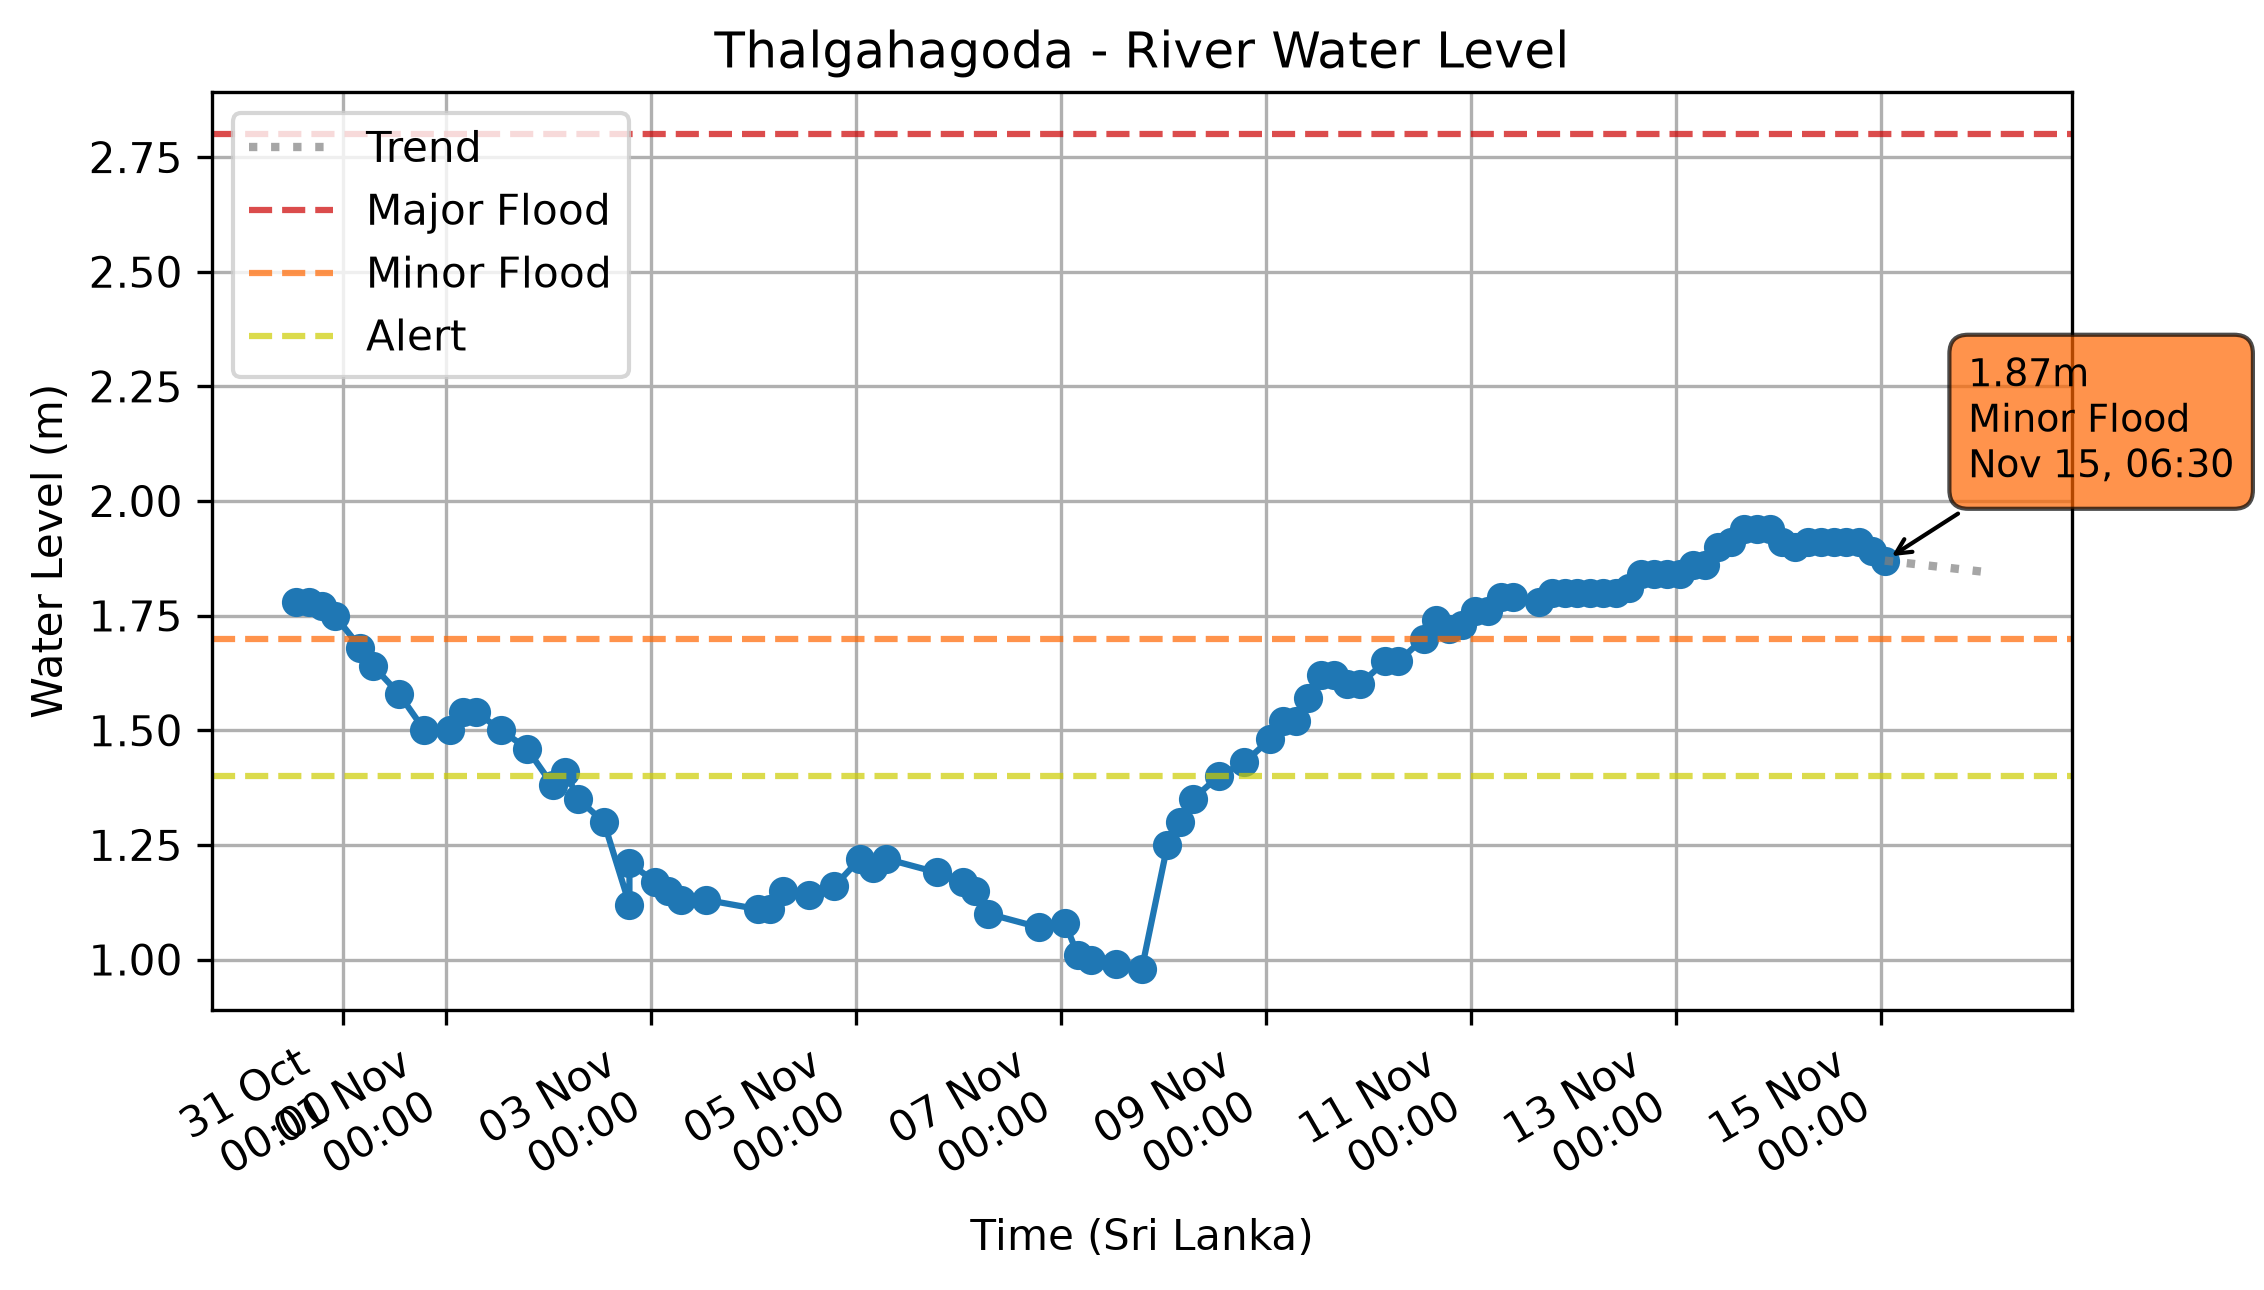 Thalgahagoda - River Water Level
Trend
Major Flood
Minor Flood
Alert
2.75
2.50
2.25
2.00
1.75
1.50
1.25
1.00
Water Level (m)
1.87m
Minor Flood
Nov 15, 06:30
31 Oct
00:00
01 Nov
00:00
03 Nov
00:00
05 Nov
00:00
07 Nov
00:00
09 Nov
00:00
11 Nov
00:00
13 Nov
00:00
15 Nov
00:00
Time (Sri Lanka)